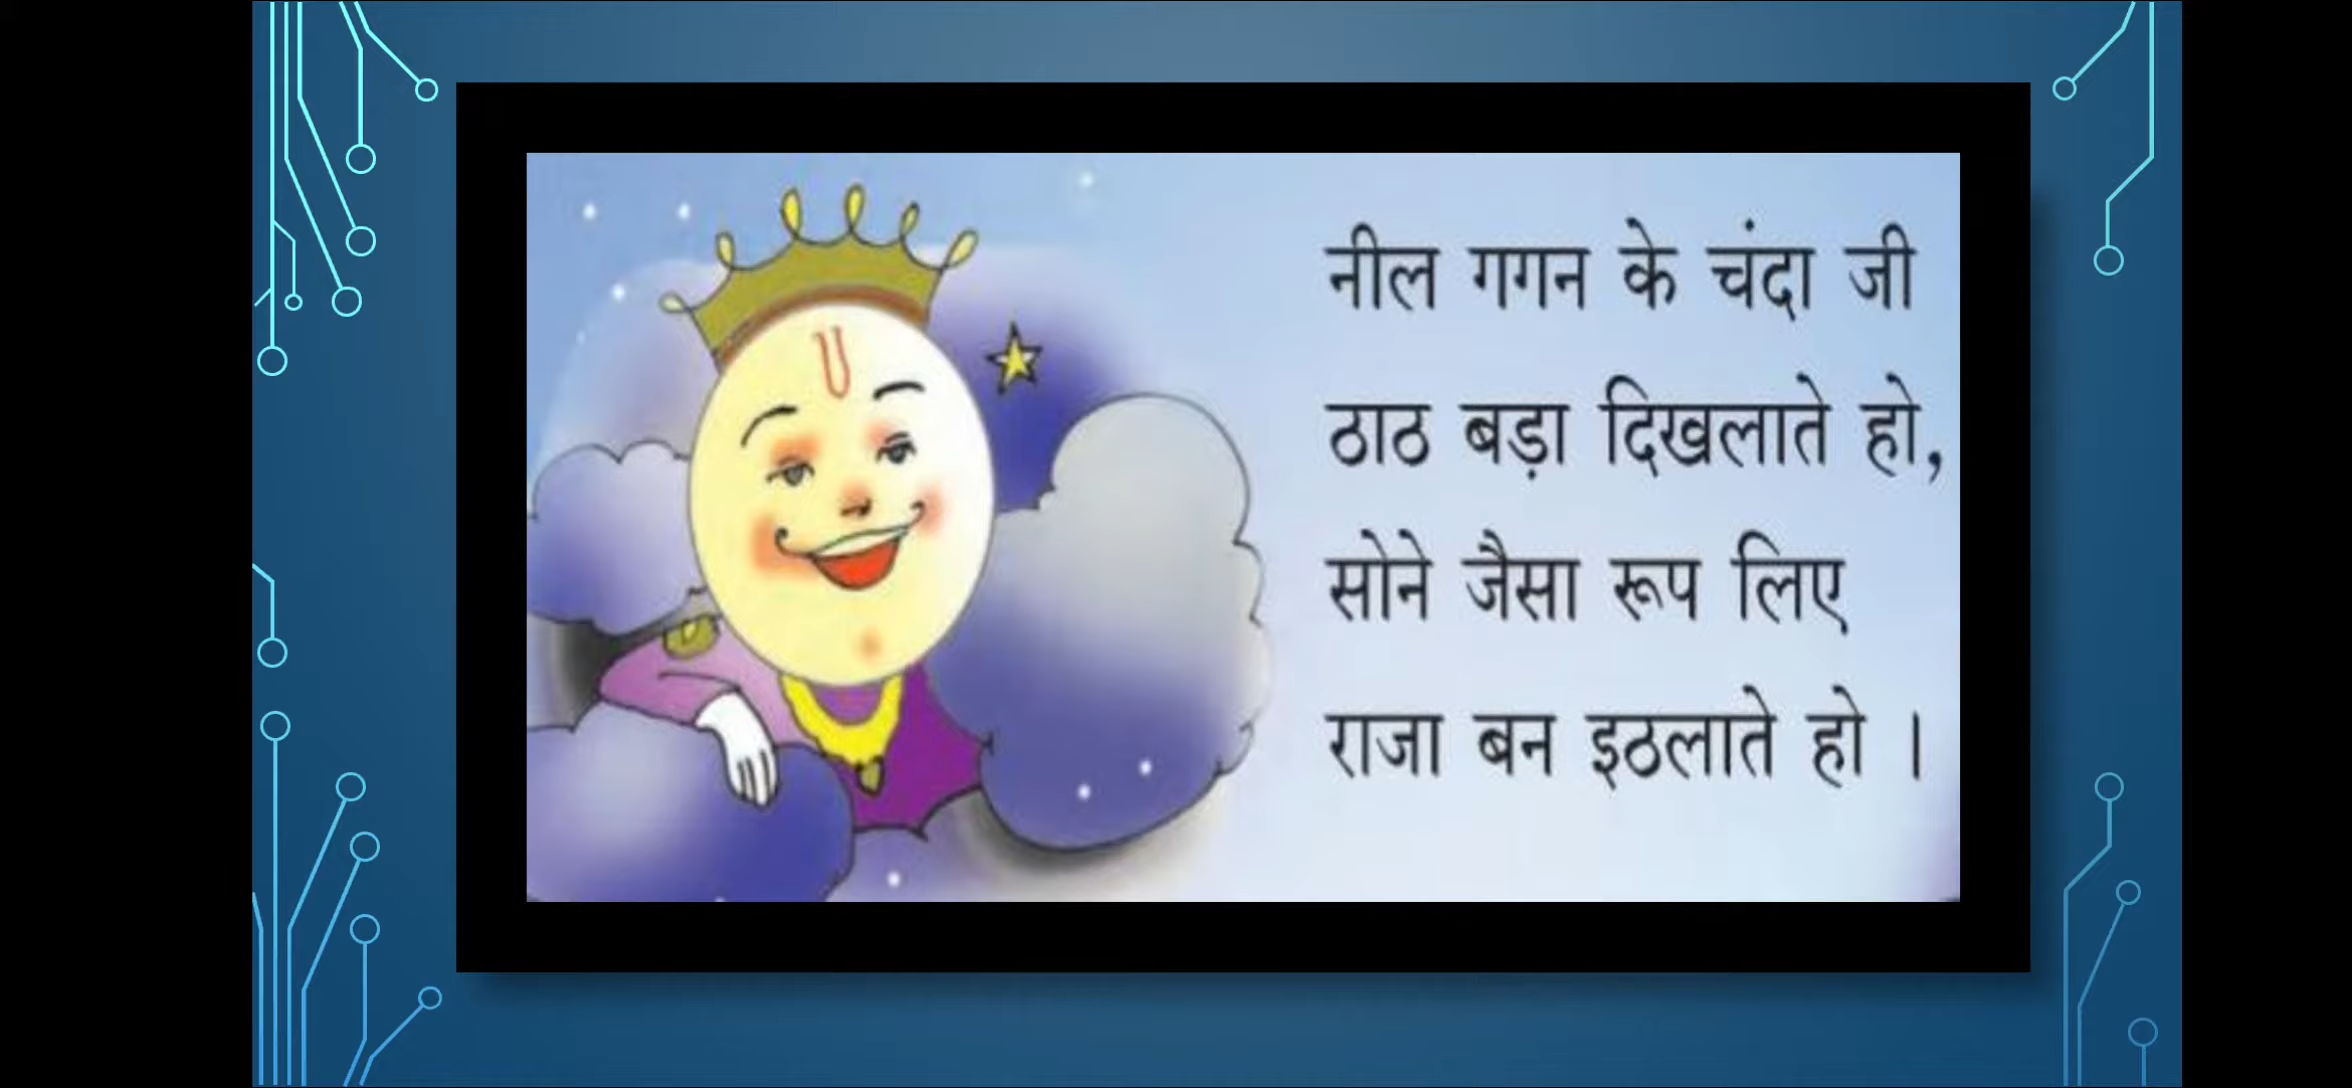 नील गगन के चंदा जी
ठाठ बड़ा दिखलाते हो,
सोने जैसा रूप लिए
राजा बन इठलाते हो ।